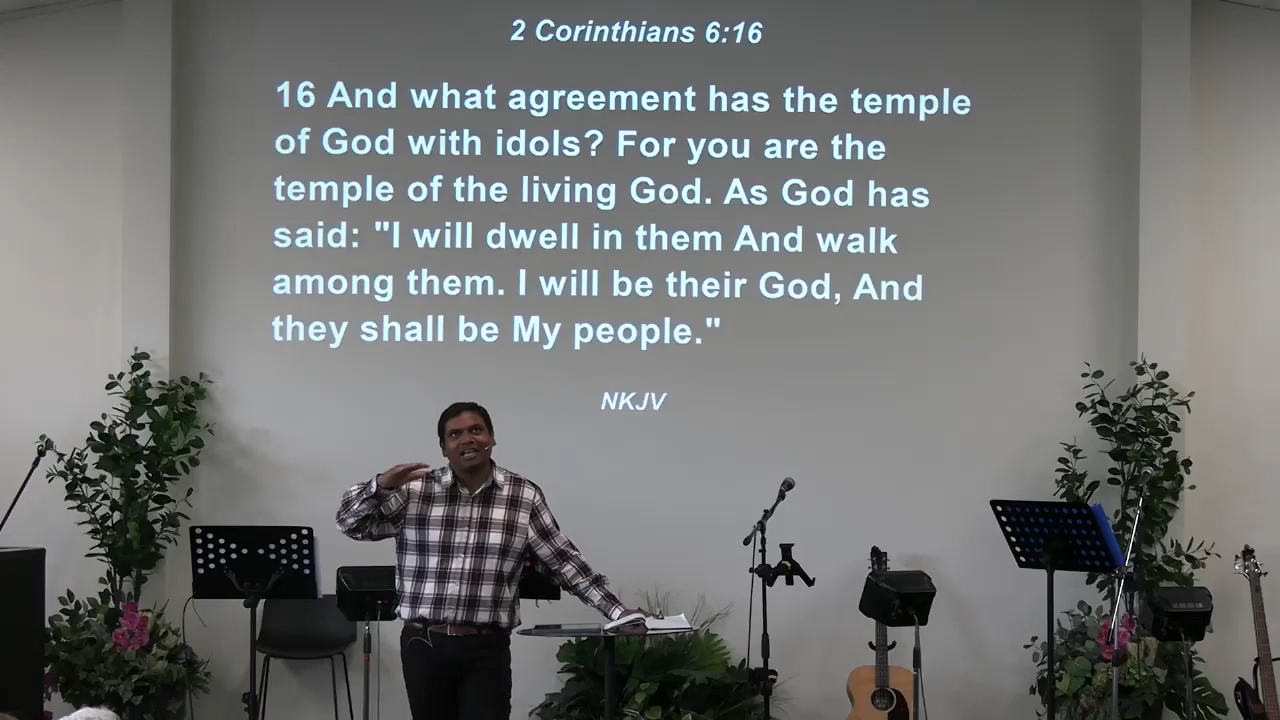 2 Corinthians 6:16
16 And what agreement has the temple
of God with idols? For you are the
temple of the living God. As God has
said: "I will dwell in them And walk
among them. I will be their God, And
they shall be My people."
NKJV